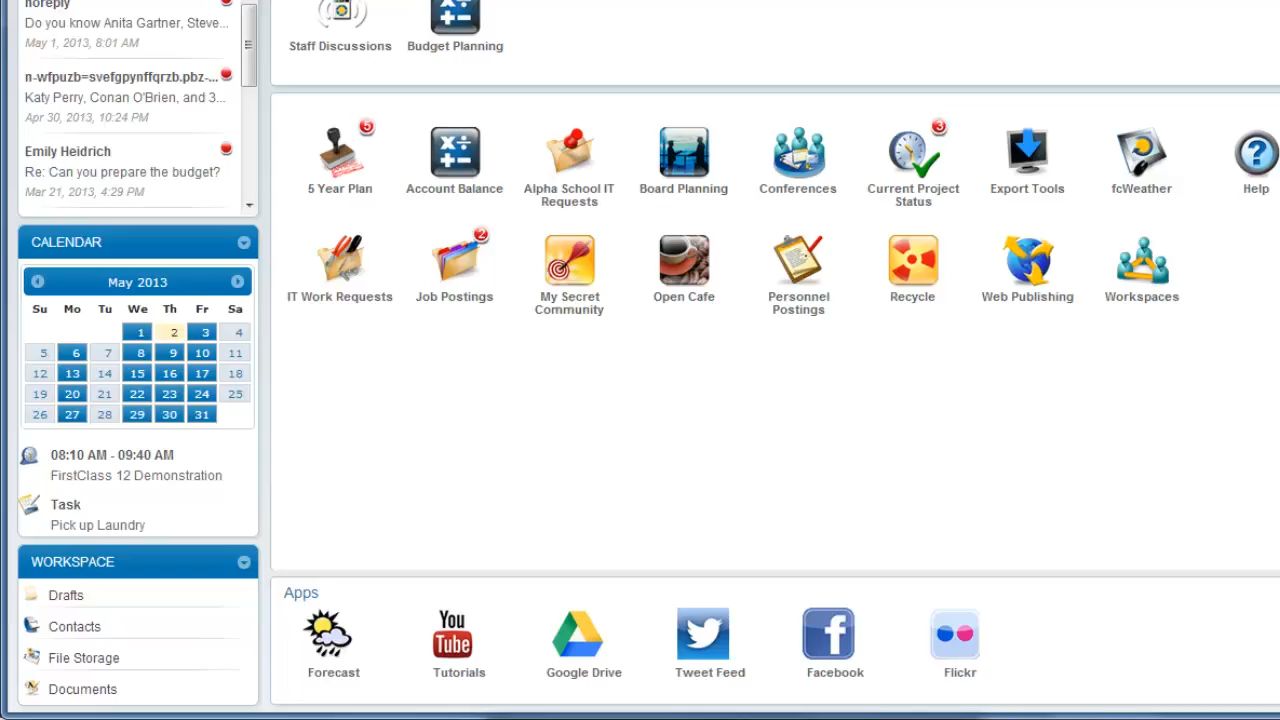 noreply
Do you know Anita Gartner, Steve...
May 1, 2013, 8:01 AM
n-wfpuzb=svefgpynffqrzb.pbz-...
Katy Perry, Conan O'Brien, and 3...
Apr 30, 2013, 10:24 PM
Emily Heidrich
Re: Can you prepare the budget?
Mar 21, 2013, 4:29 PM
CALENDAR
May 2013
Su Mo Tu We Th Fr Sa
1 2 3 4
5 6 7 8 9 10 11
12 13 14 15 16 17 18
19 20 21 22 23 24 25
26 27 28 29 30 31
08:10 AM - 09:40 AM
FirstClass 12 Demonstration
Task
Pick up Laundry
WORKSPACE
Drafts
Contacts
File Storage
Documents
Staff Discussions
Budget Planning
5
5 Year Plan
Account Balance
Alpha School IT
Requests
Board Planning
Conferences
3
Current Project
Status
Export Tools
fcWeather
Help
IT Work Requests
2
Job Postings
My Secret
Community
Open Cafe
Personnel
Postings
Recycle
Web Publishing
Workspaces
Apps
Forecast
You
Tube
Tutorials
Google Drive
Tweet Feed
Facebook
Flickr